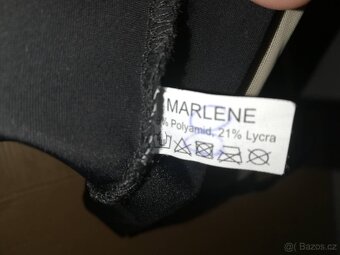 MARLENE
% Polyamid, 21% Lycra
Bazos.cz